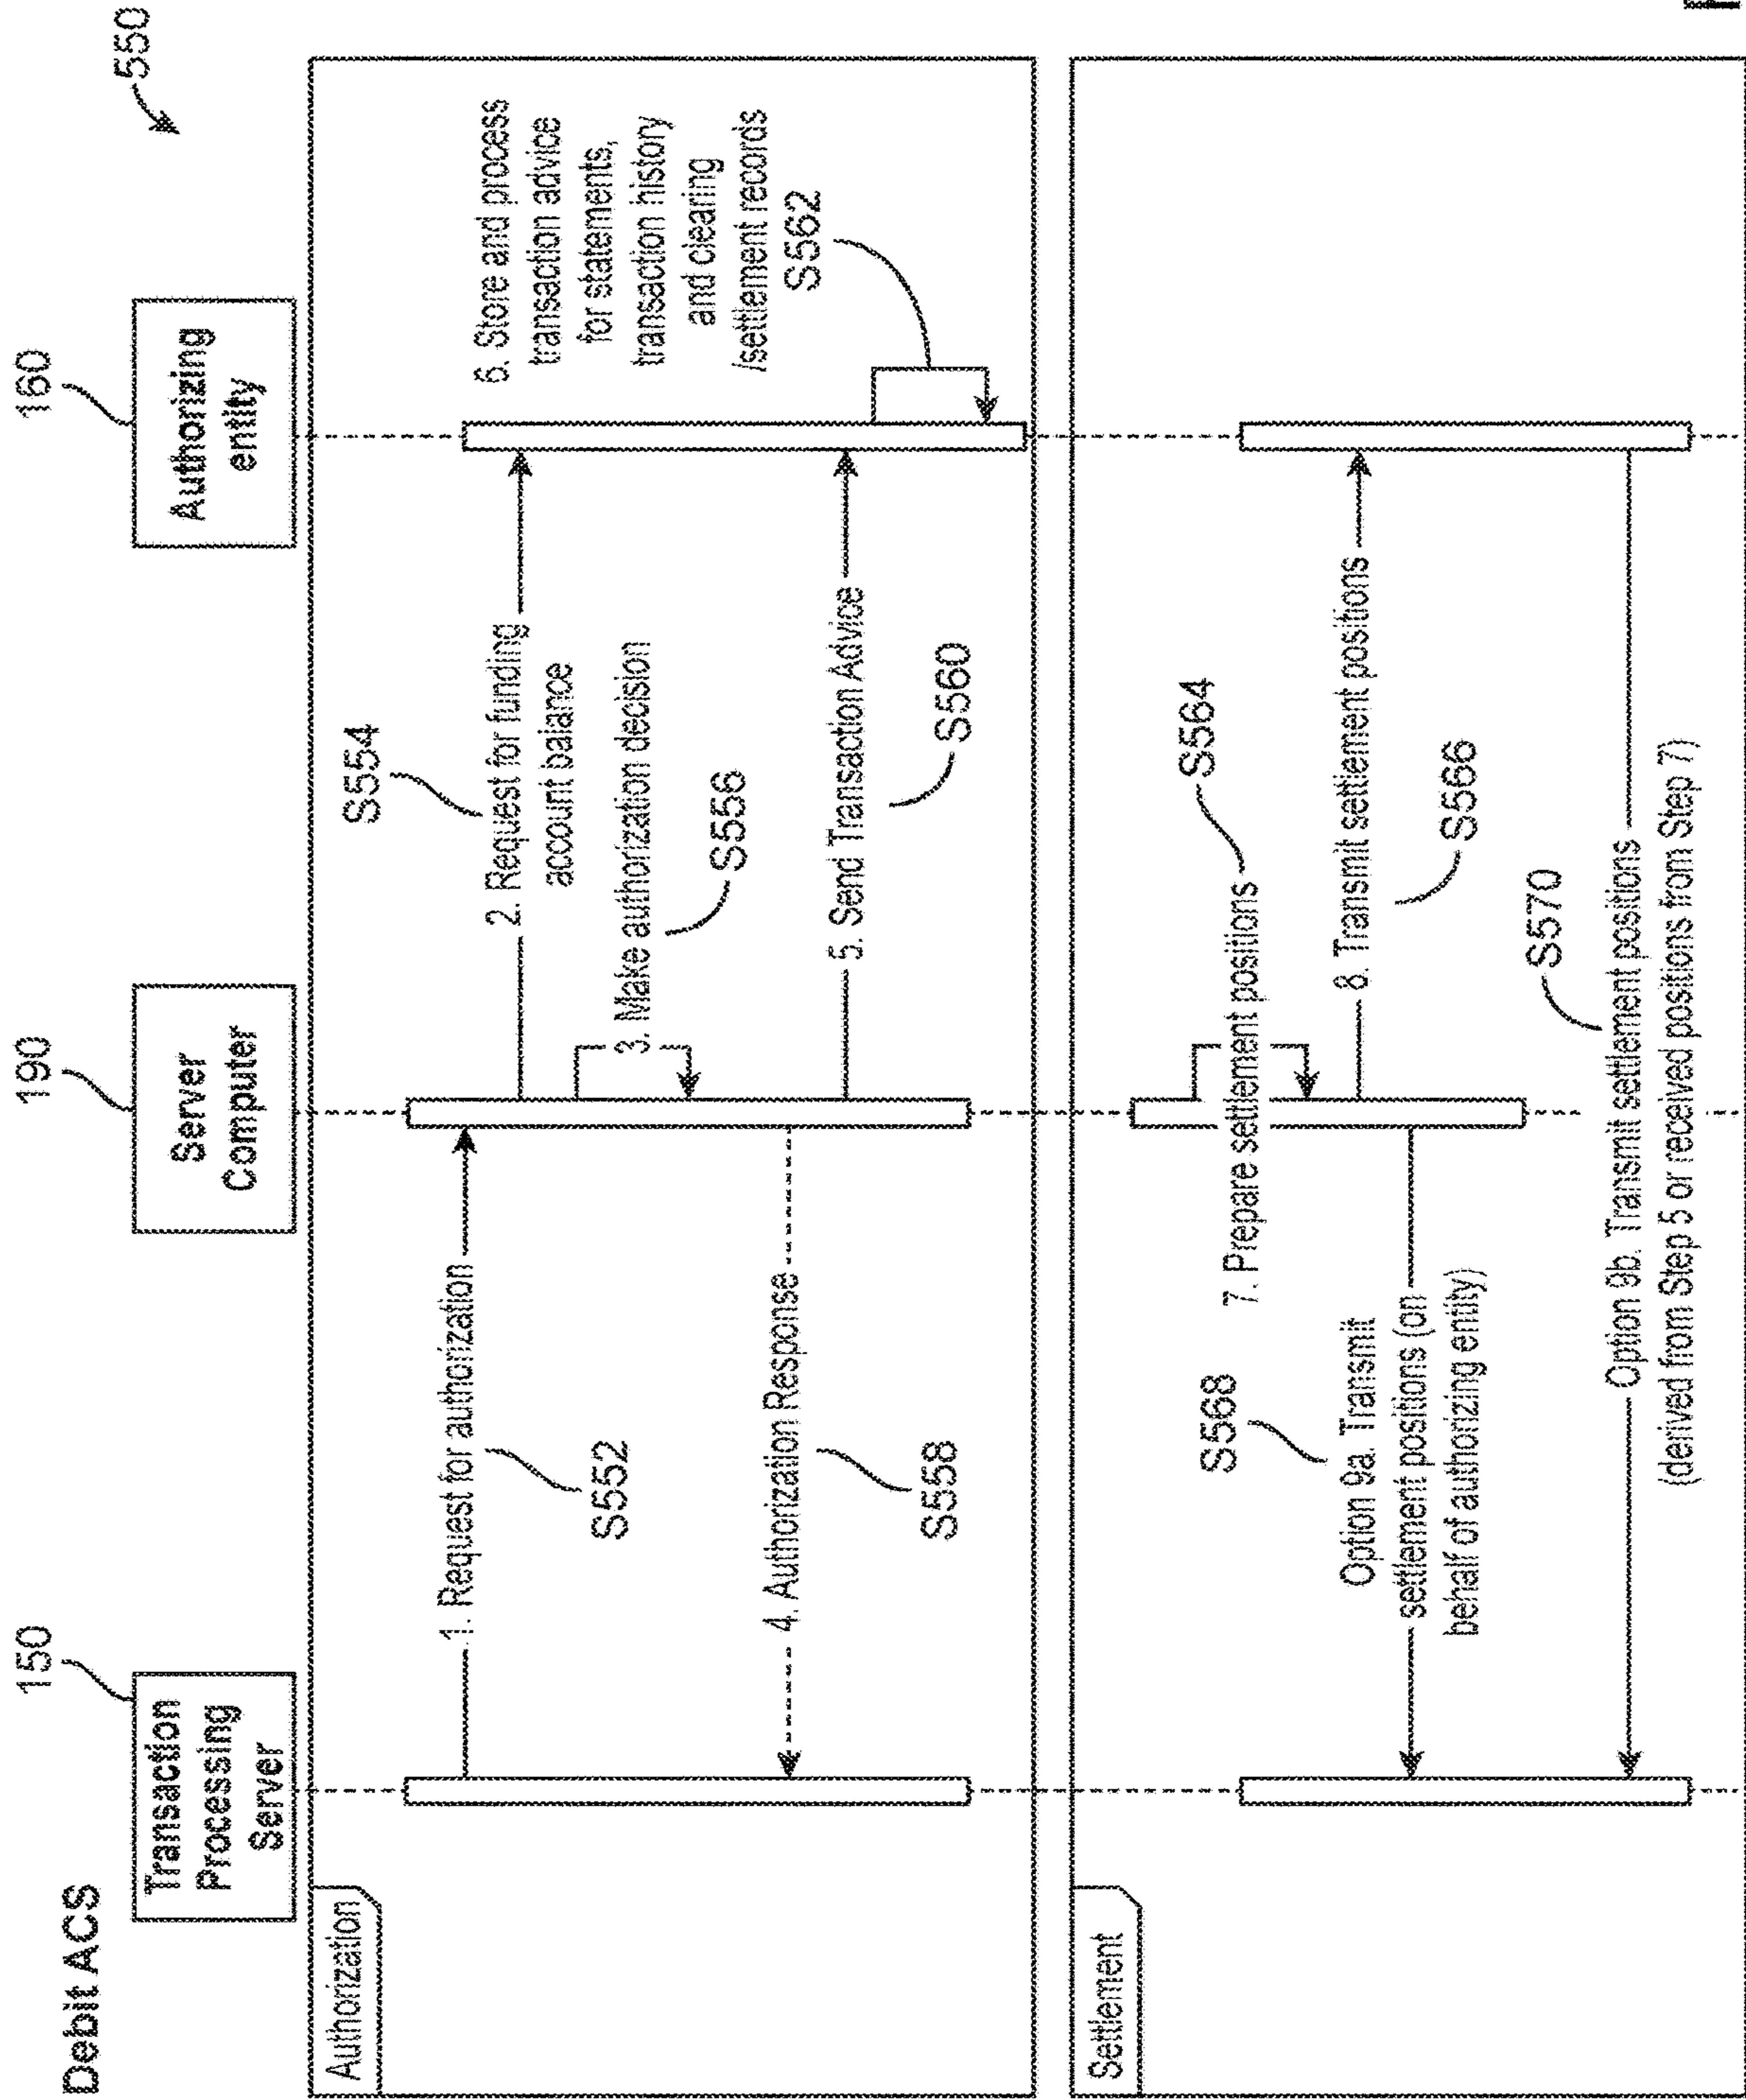 Debit ACS
550
150
190
160
Transaction
Processing
Server
Server
Computer
Authorizing
entity
Authorization
1. Request for authorization
S552
S554
2. Request for funding
account balance
3. Make authorization decision
S556
4. Authorization Response
S558
5. Send Transaction Advice
S560
6. Store and process
transaction advice
for statements,
transaction history
and clearing
/settlement records
S562
Settlement
7. Prepare settlement positions
S564
8. Transmit settlement positions
S566
S568
Option 9a. Transmit
settlement positions (on
behalf of authorizing entity)
S570
Option 9b. Transmit settlement positions
(derived from Step 5 or received positions from Step 7)